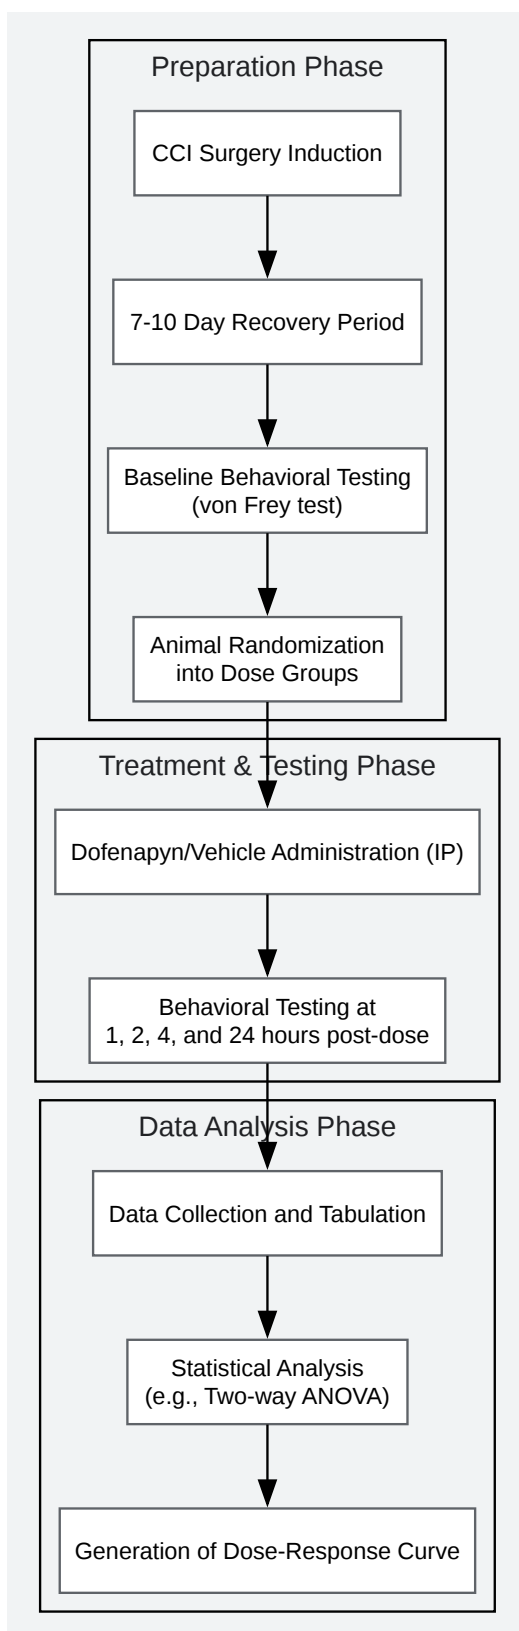 Preparation Phase
CCI Surgery Induction
7-10 Day Recovery Period
Baseline Behavioral Testing
(von Frey test)
Animal Randomization
into Dose Groups
Treatment & Testing Phase
Dofenapyn/Vehicle Administration (IP)
Behavioral Testing at
1, 2, 4, and 24 hours post-dose
Data Analysis Phase
Data Collection and Tabulation
Statistical Analysis
(e.g., Two-way ANOVA)
Generation of Dose-Response Curve